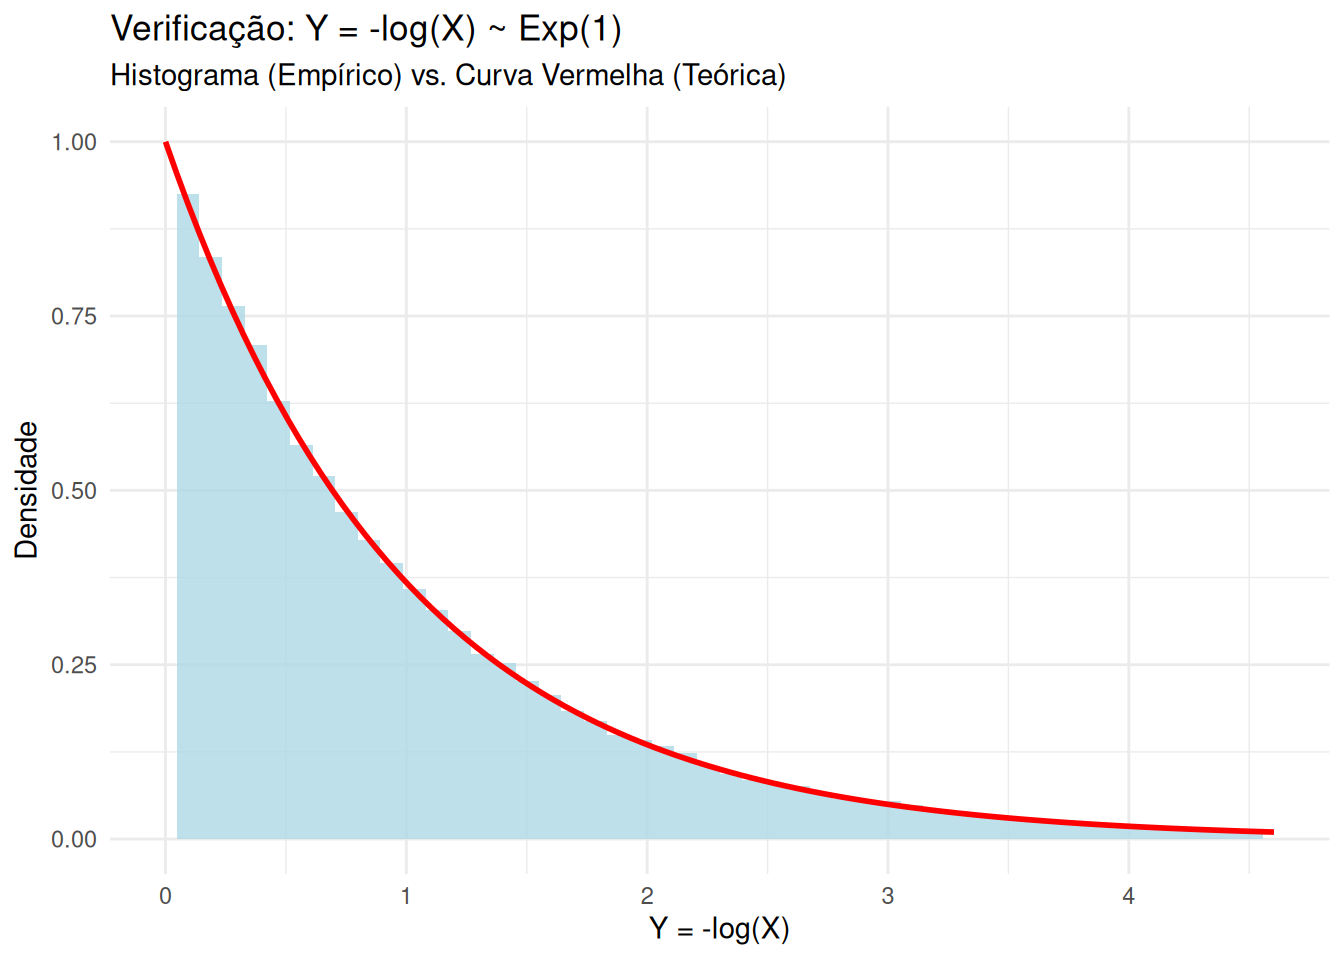 Verificação: Y = -log(X) ~ Exp(1)
Histograma (Empírico) vs. Curva Vermelha (Teórica)
1.00
0.75
0.50
0.25
0.00
Densidade
0 1 2 3 4
Y = -log(X)